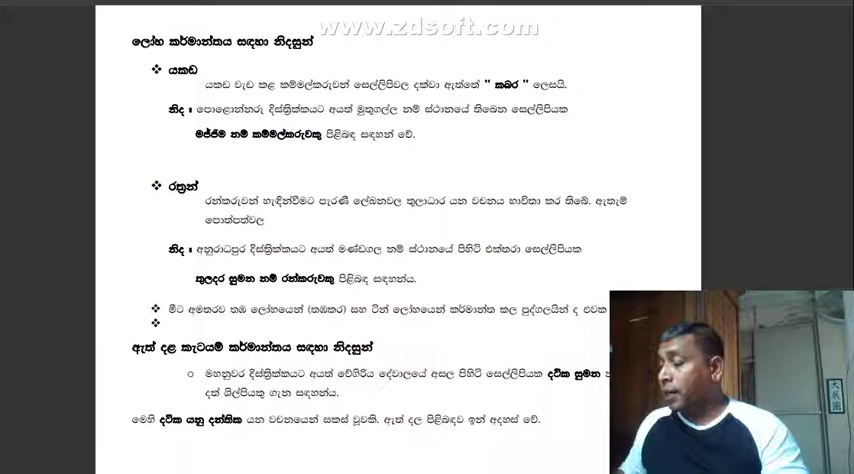 www.zdsoft.com
ලෝහ කර්මාන්තය සඳහා නිදසුන්
❖ යකඩ
යකඩ වැඩ කළ කම්මල්කරුවන් සෙල්ලිපිවල දක්වා ඇත්තේ " කබර " ලෙසයි.
නිද : පොළොන්නරු දිස්ත්‍රික්කයට අයත් මුතුගල්ල නම් ස්ථානයේ තිබෙන සෙල්ලිපියක
මජ්ජිම නම් කම්මල්කරුවකු පිළිබඳ සඳහන් වේ.
❖ රත්‍රන්
රන්කරුවන් හැඳින්වීමට පැරණි ලේඛනවල තුලාධාර යන වචනය භාවිතා කර තිබේ. ඇතැම්
පොත්පත්වල
නිද : අනුරාධපුර දිස්ත්‍රික්කයට අයත් මණ්ඩගල නම් ස්ථානයේ පිහිටි එක්තරා සෙල්ලිපියක
තුලදර සුමන නම් රන්කරුවකු පිළිබඳ සඳහන්ය.
❖ මීට අමතරව තඹ ලෝහයෙන් (තඹකර) සහ ටින් ලෝහයෙන් කර්මාන්ත කල පුද්ගලයින් ද එවක
❖
ඇත් දළ කැටයම් කර්මාන්තය සඳහා නිදසුන්
○ මහනුවර දිස්ත්‍රික්කයට අයත් වේගිරිය දේවාලයේ අසල පිහිටි සෙල්ලිපියක දටික සුමන
දත් ශිල්පියකු ගැන සඳහන්ය.
මෙහි දටික යනු දන්තික යන වචනයෙන් සකස් වූවකි. ඇත් දල පිළිබඳව ඉන් අදහස් වේ.